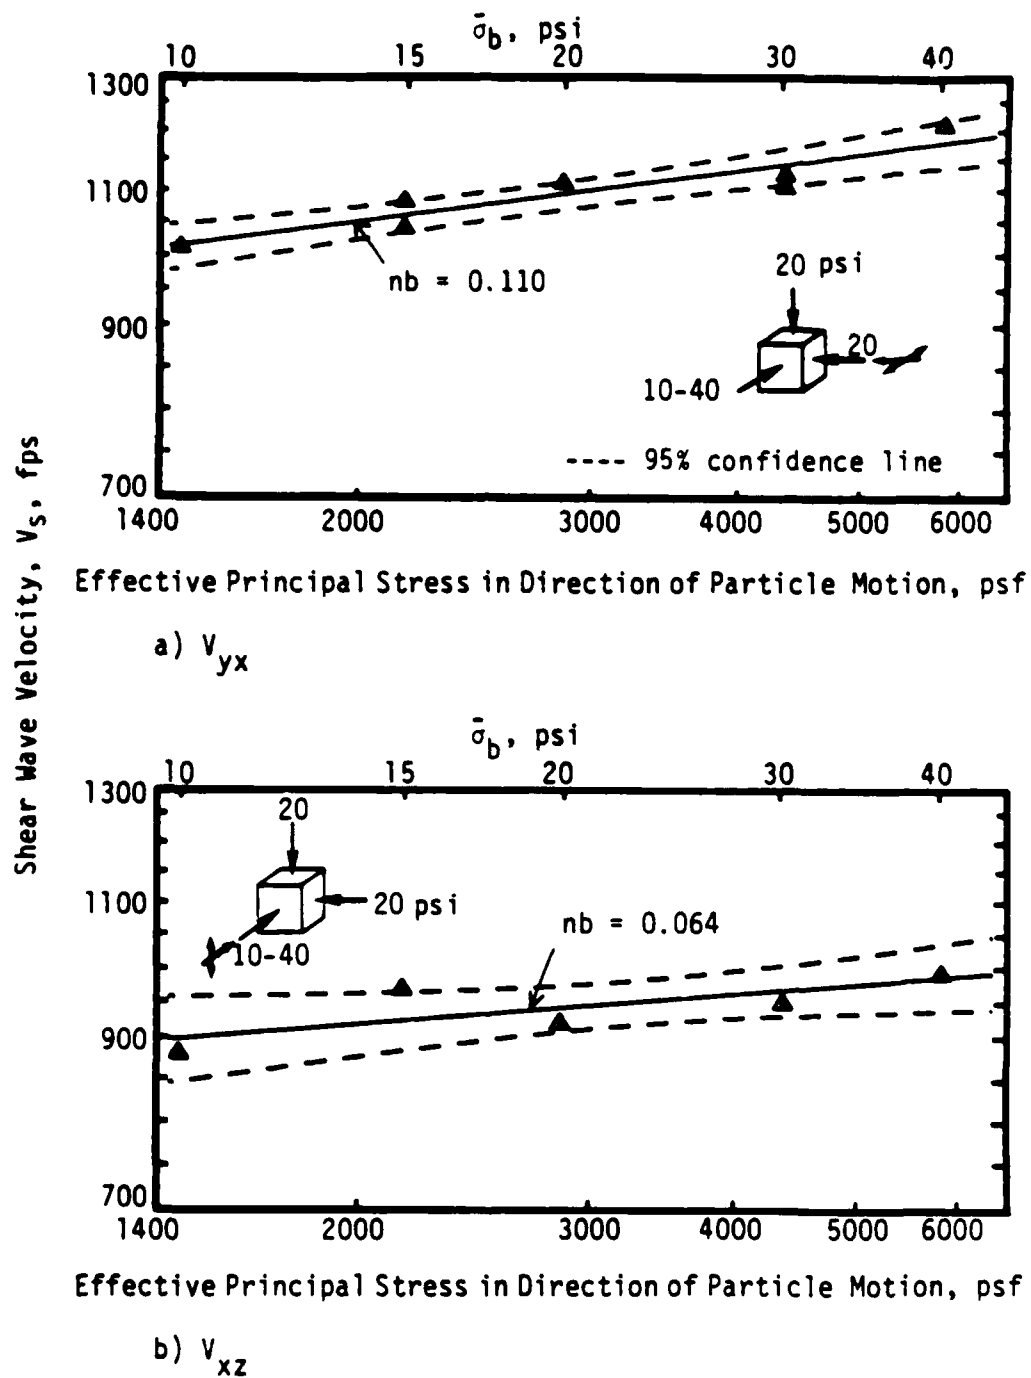 σ̄b, psi
10 15 20 30 40
1300
1100
900
700
nb = 0.110
20 psi
20
10-40
---- 95% confidence line
1400 2000 3000 4000 5000 6000
Effective Principal Stress in Direction of Particle Motion, psf
a) Vyx
Shear Wave Velocity, Vs, fps
σ̄b, psi
10 15 20 30 40
1300
1100
900
700
20
20 psi
10-40
nb = 0.064
1400 2000 3000 4000 5000 6000
Effective Principal Stress in Direction of Particle Motion, psf
b) Vxz